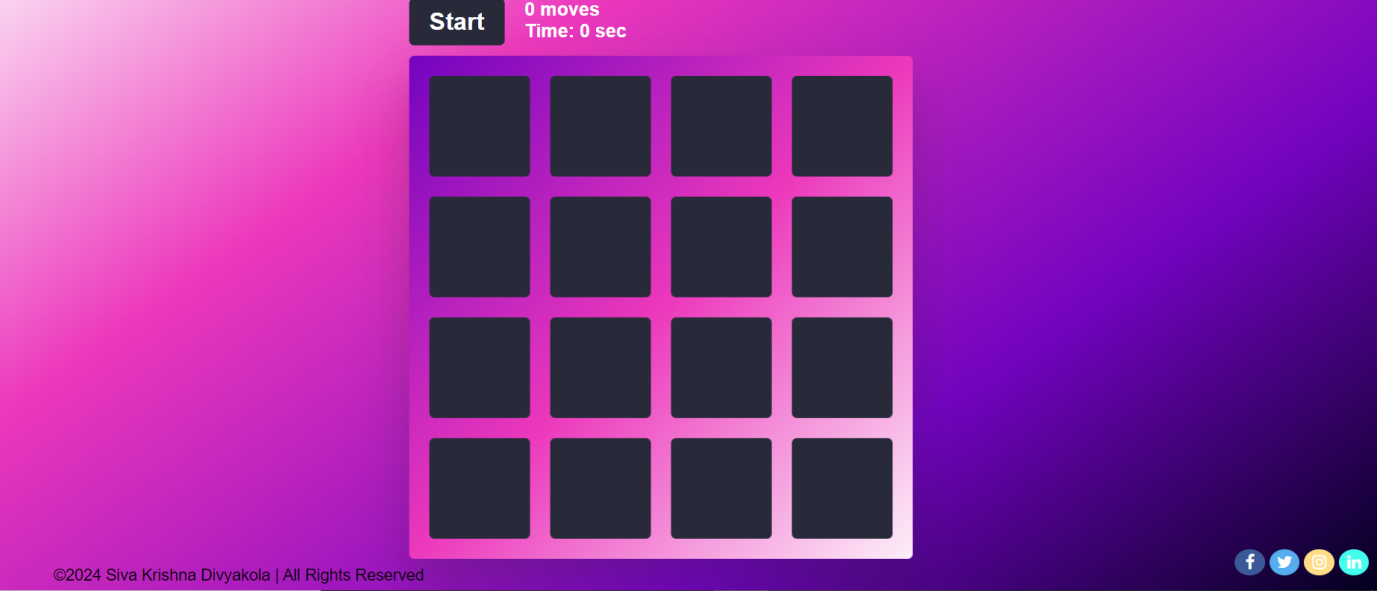 Start
0 moves
Time: 0 sec
©2024 Siva Krishna Divyakola | All Rights Reserved